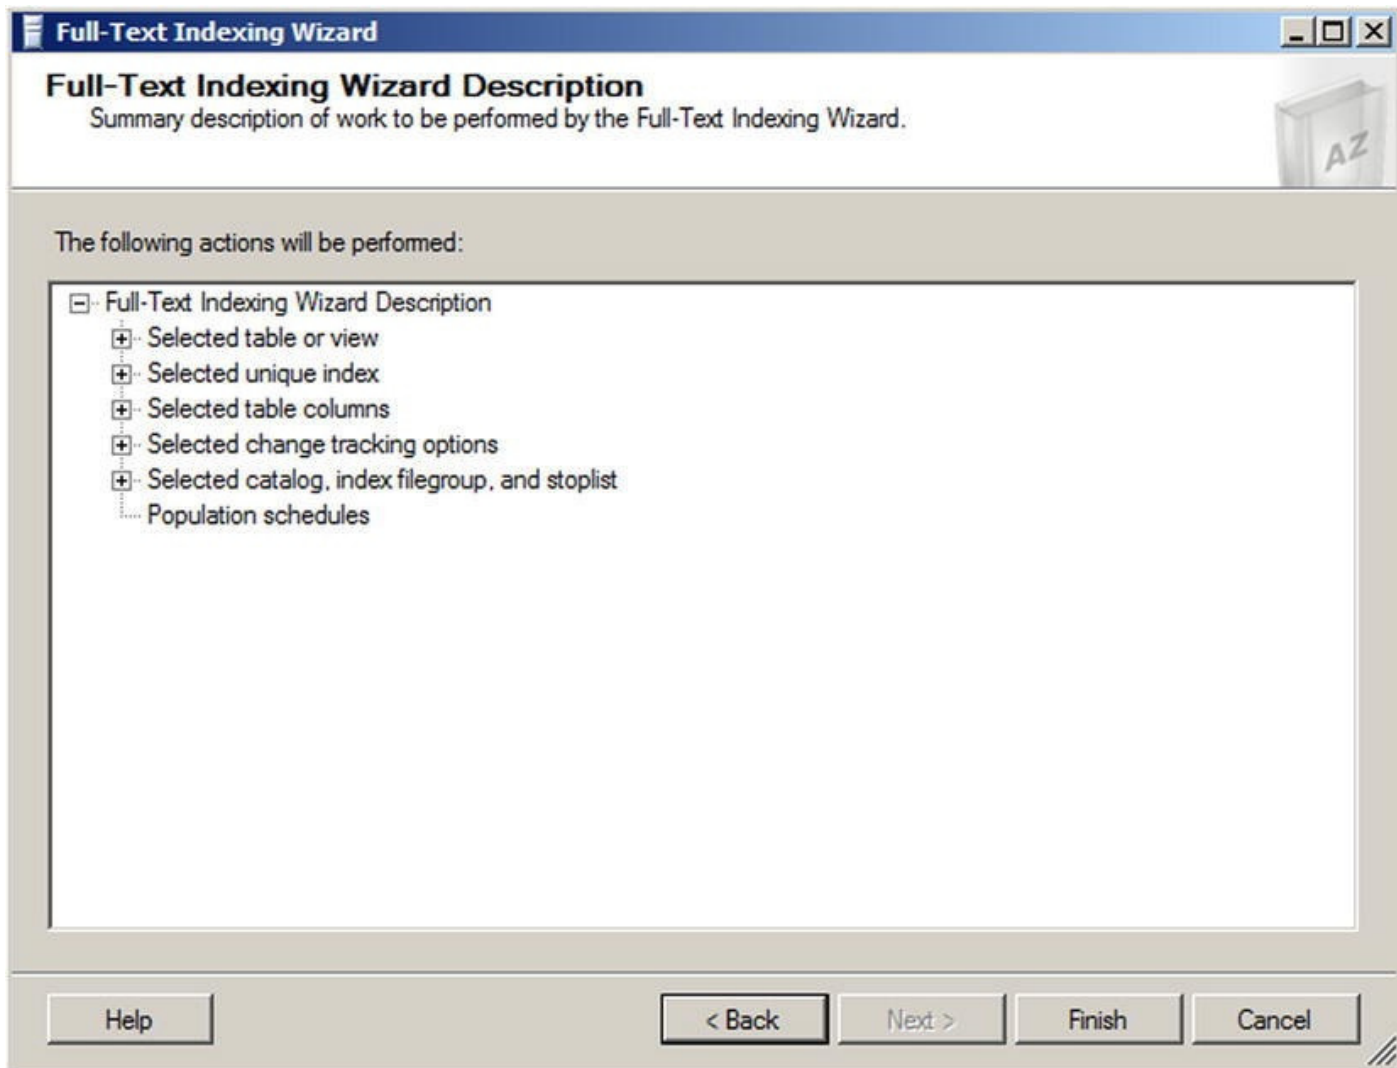 Full-Text Indexing Wizard
Full-Text Indexing Wizard Description
Summary description of work to be performed by the Full-Text Indexing Wizard.
AZ
The following actions will be performed:
Full-Text Indexing Wizard Description
Selected table or view
Selected unique index
Selected table columns
Selected change tracking options
Selected catalog, index filegroup, and stoplist
Population schedules
Help
< Back
Next >
Finish
Cancel